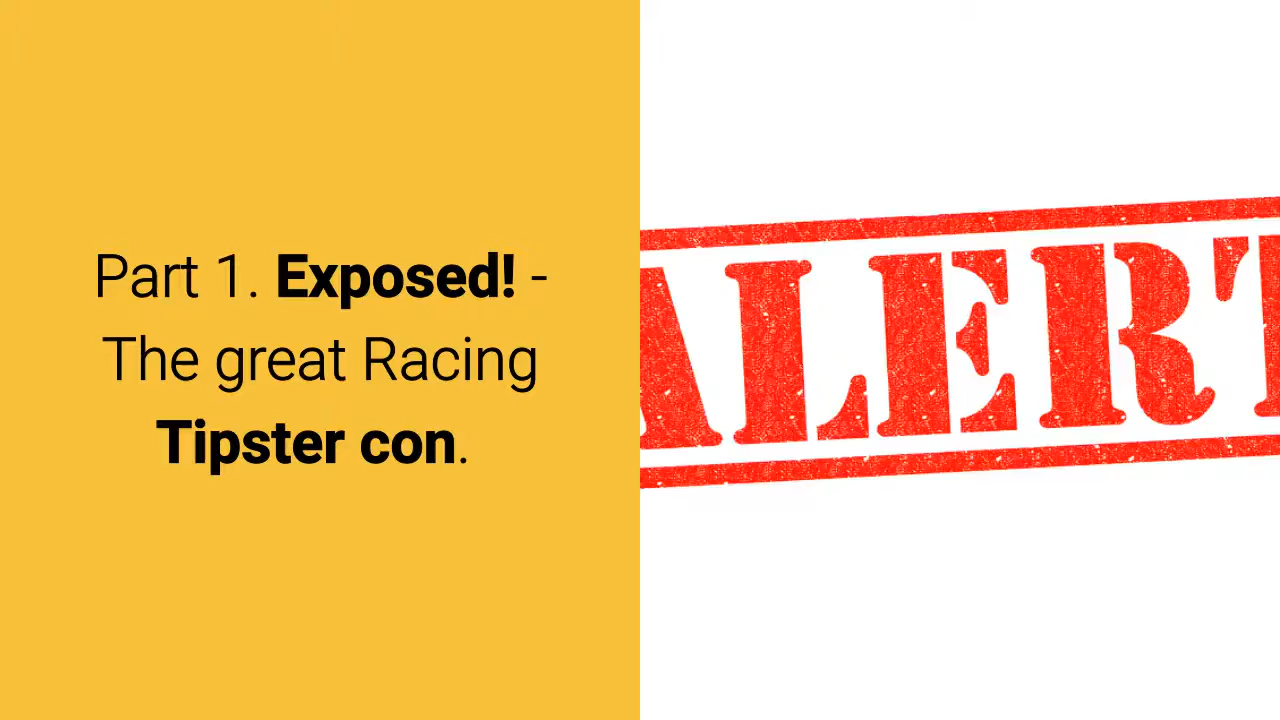 Part 1. Exposed! -
The great Racing
Tipster con.
ALERT